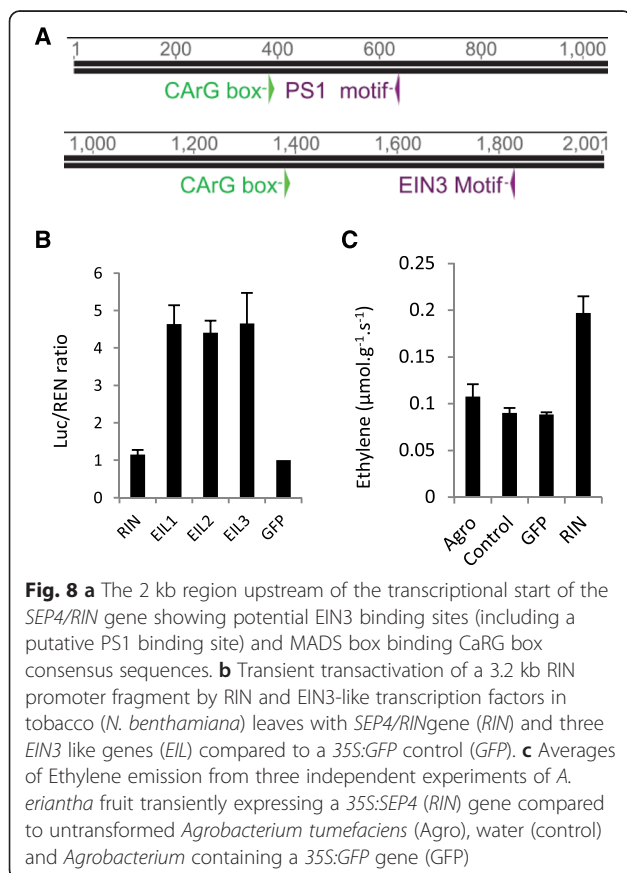 A
1 200 400 600 800 1,000
CArG box PS1 motif
1,000 1,200 1,400 1,600 1,800 2,001
CArG box EIN3 Motif
B
Luc/REN ratio
6
5
4
3
2
1
0
RIN EIL1 EIL2 EIL3 GFP
C
Ethylene (µmol.g⁻¹.s⁻¹)
0.25
0.2
0.15
0.1
0.05
0
Agro Control GFP RIN
Fig. 8 a The 2 kb region upstream of the transcriptional start of the
SEP4/RIN gene showing potential EIN3 binding sites (including a
putative PS1 binding site) and MADS box binding CaRG box
consensus sequences. b Transient transactivation of a 3.2 kb RIN
promoter fragment by RIN and EIN3-like transcription factors in
tobacco (N. benthamiana) leaves with SEP4/RINgene (RIN) and three
EIN3 like genes (EIL) compared to a 35S:GFP control (GFP). c Averages
of Ethylene emission from three independent experiments of A.
eriantha fruit transiently expressing a 35S:SEP4 (RIN) gene compared
to untransformed Agrobacterium tumefaciens (Agro), water (control)
and Agrobacterium containing a 35S:GFP gene (GFP)